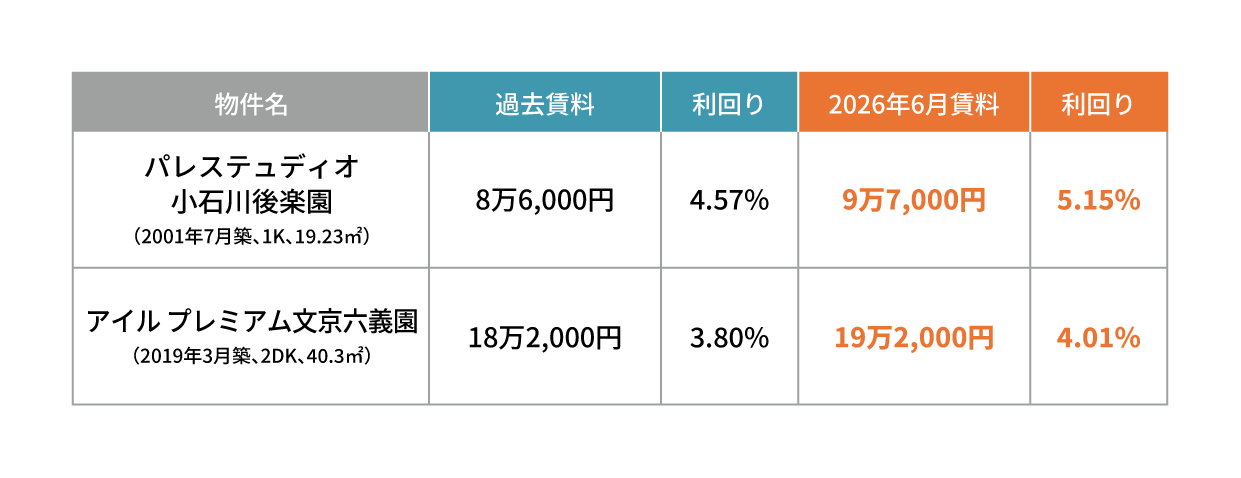 物件名 過去賃料 利回り 2026年6月賃料 利回り
パレステュディオ
小石川後楽園
（2001年7月築、1K、19.23㎡）
8万6,000円 4.57% 9万7,000円 5.15%
アイル プレミアム文京六義園
（2019年3月築、2DK、40.3㎡）
18万2,000円 3.80% 19万2,000円 4.01%